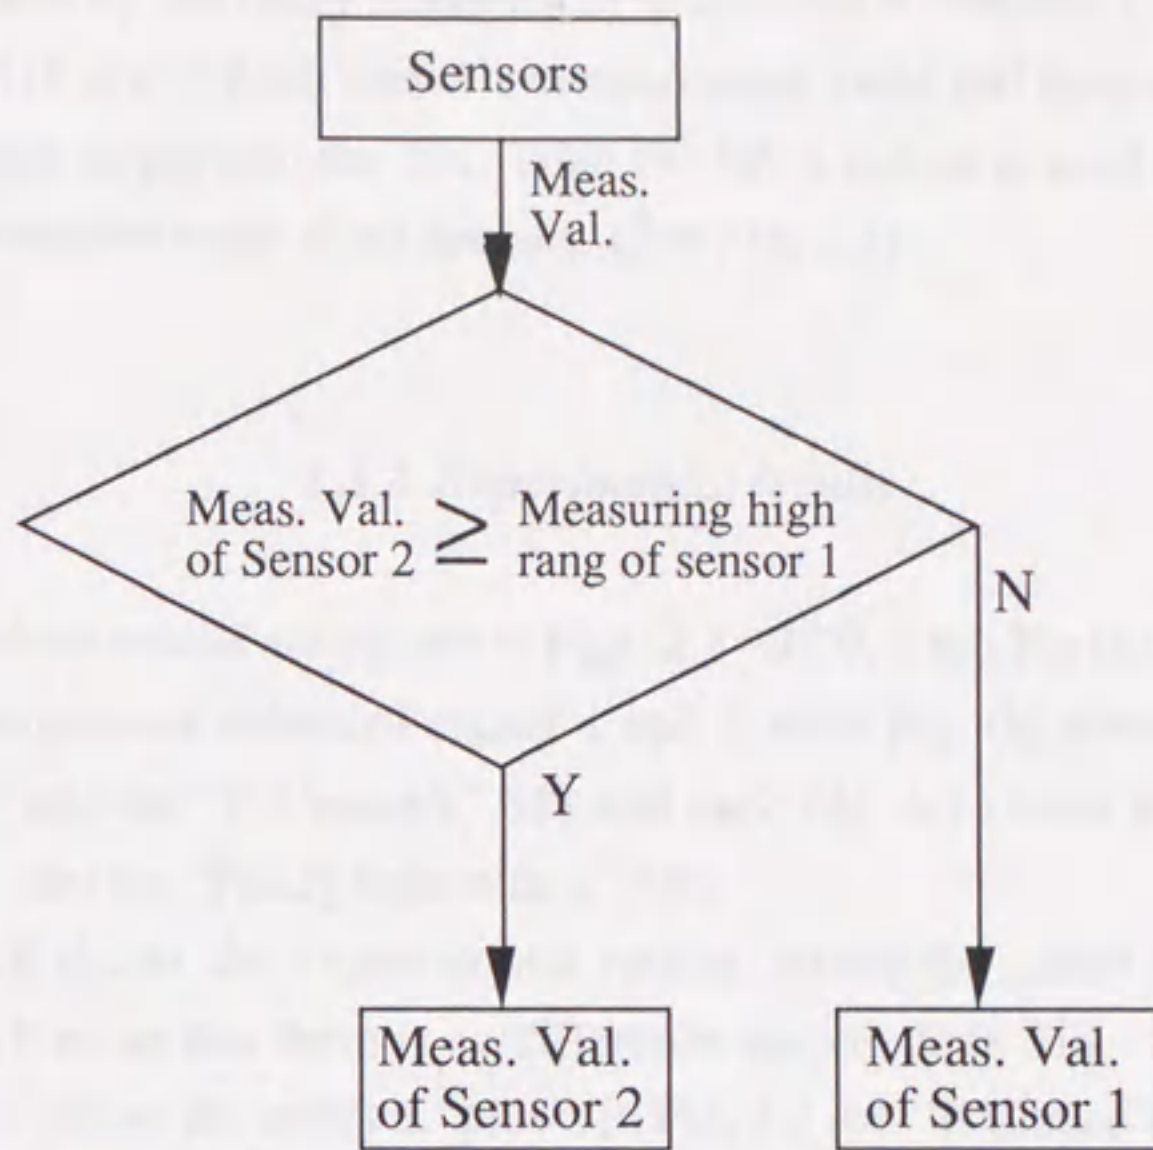 Sensors
Meas.
Val.
Meas. Val.
of Sensor 2
≥
Measuring high
rang of sensor 1
N
Y
Meas. Val.
of Sensor 2
Meas. Val.
of Sensor 1